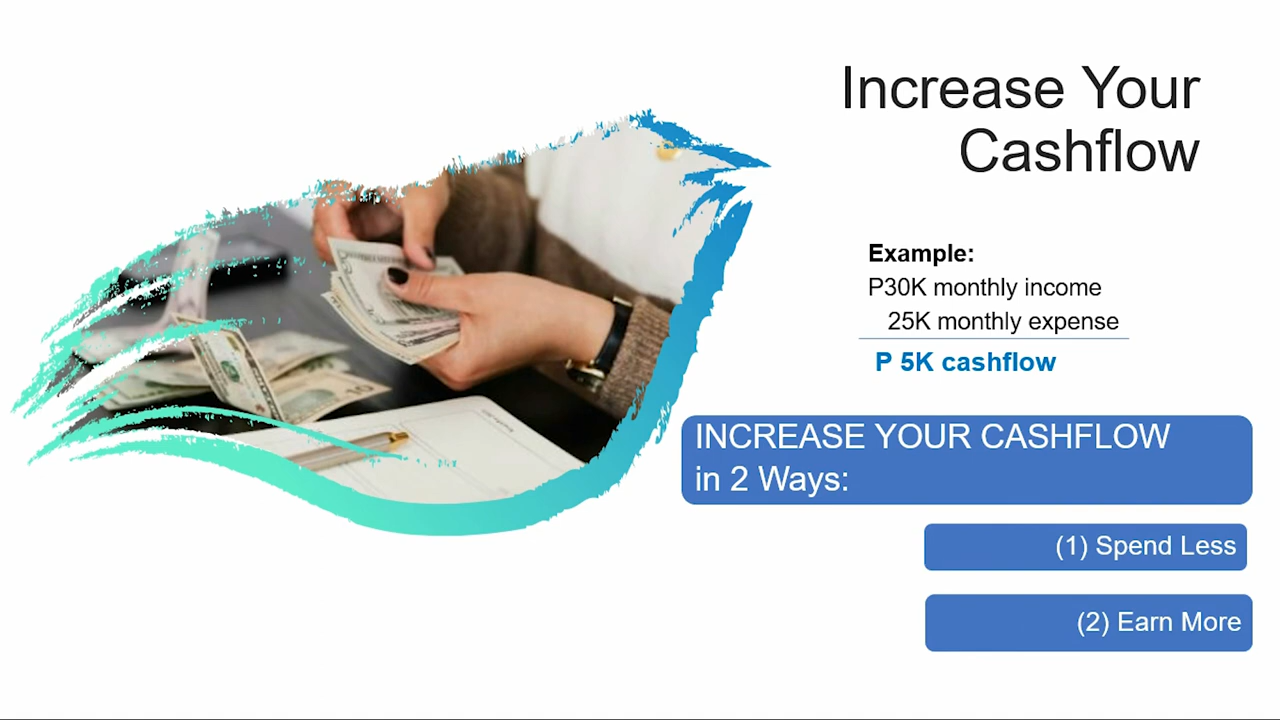 Increase Your
Cashflow
Example:
P30K monthly income
25K monthly expense
P 5K cashflow
INCREASE YOUR CASHFLOW
in 2 Ways:
(1) Spend Less
(2) Earn More